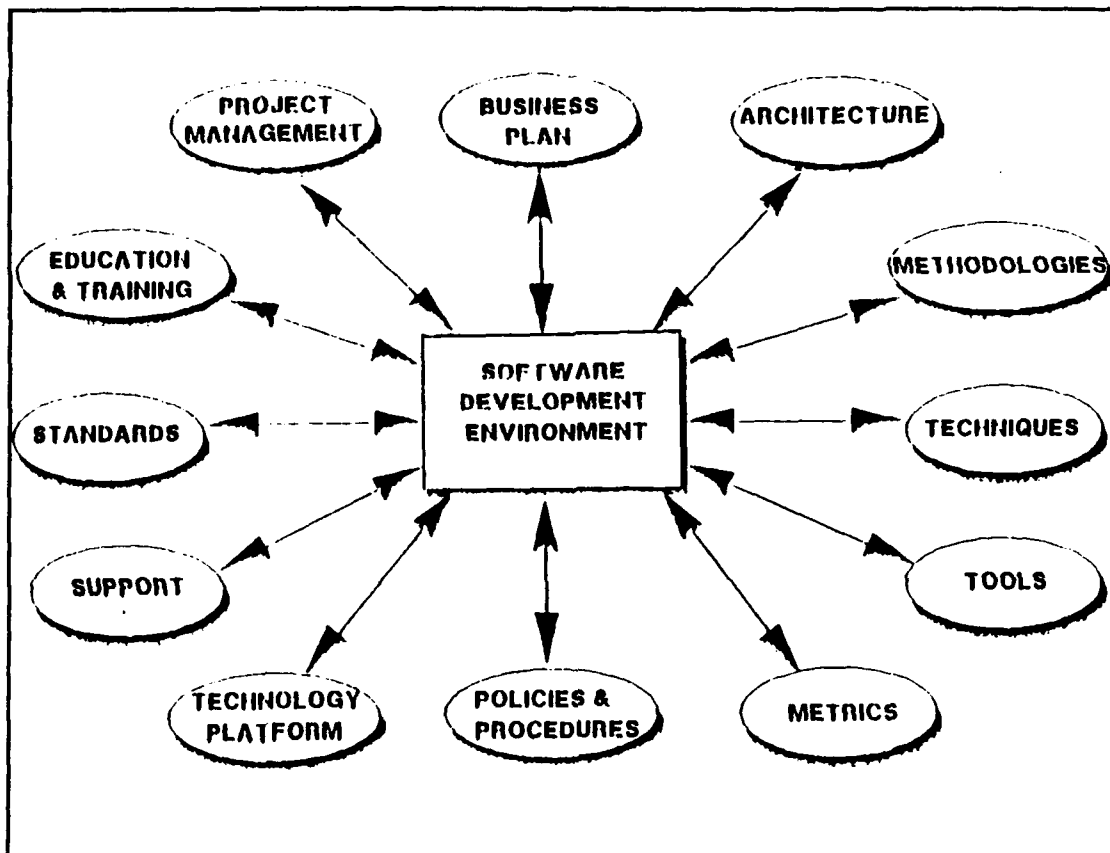 PROJECT
MANAGEMENT
BUSINESS
PLAN
ARCHITECTURE
EDUCATION
& TRAINING
METHODOLOGIES
SOFTWARE
DEVELOPMENT
ENVIRONMENT
STANDARDS
TECHNIQUES
SUPPORT
TOOLS
TECHNOLOGY
PLATFORM
POLICIES &
PROCEDURES
METRICS